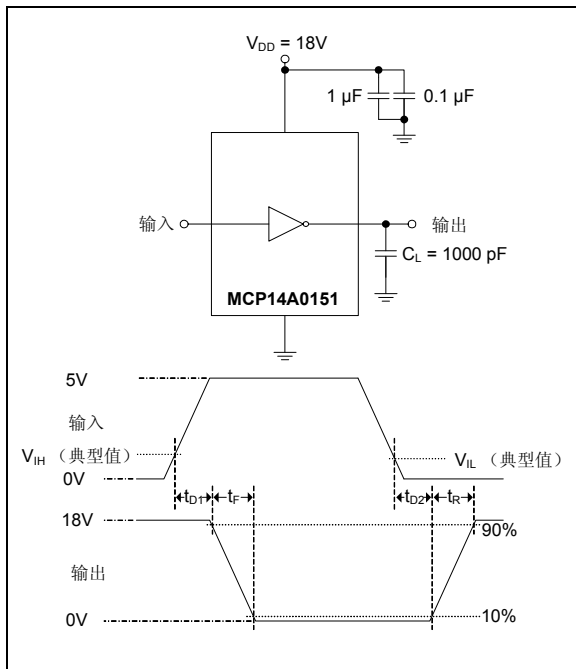 V_DD = 18V
1 µF 0.1 µF
输入 输出
C_L = 1000 pF
MCP14A0151
5V
输入
V_IH （典型值） V_IL （典型值）
0V
t_D1 t_F t_D2 t_R
18V 90%
输出
0V 10%